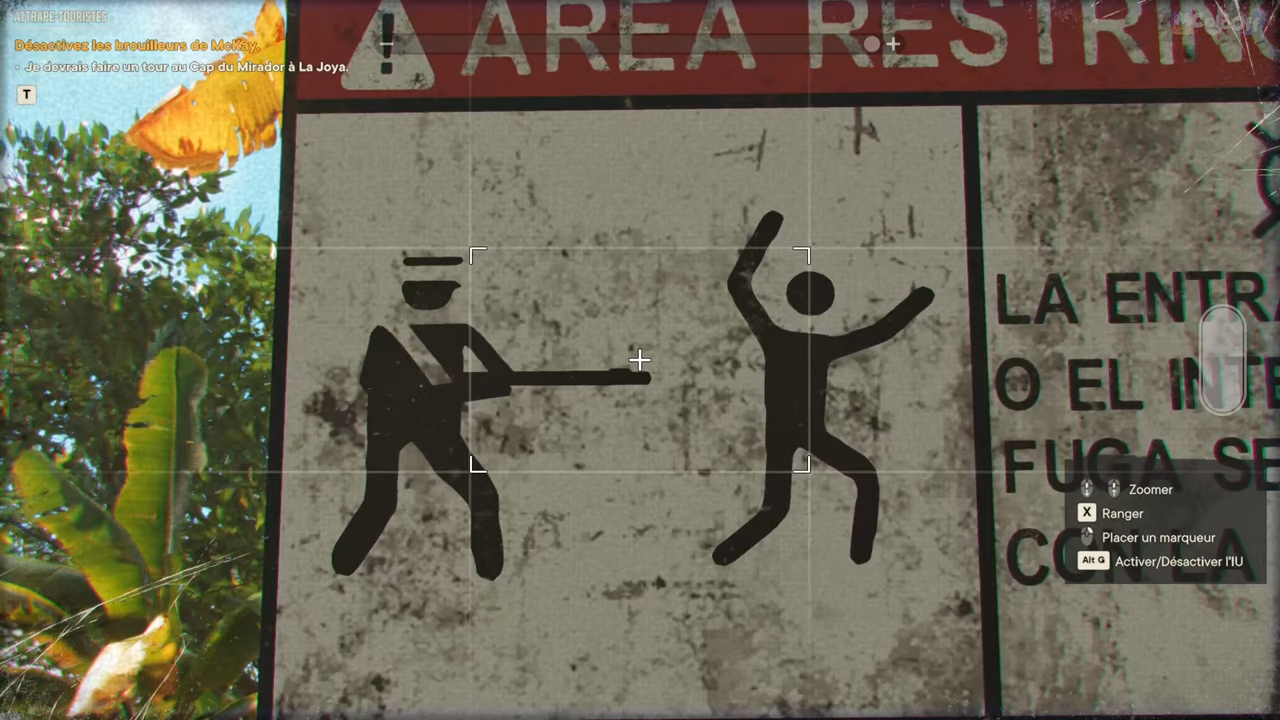 ATTRAPE-TOURISTES
Désactivez les brouilleurs de McKay.
- Je devrais faire un tour au Cap du Mirador à La Joya.
T
! ÁREA RESTRING
LA ENTRA
O EL INTE
FUGA SE
CON LA
Zoomer
X Ranger
Placer un marqueur
Alt G Activer/Désactiver l'IU